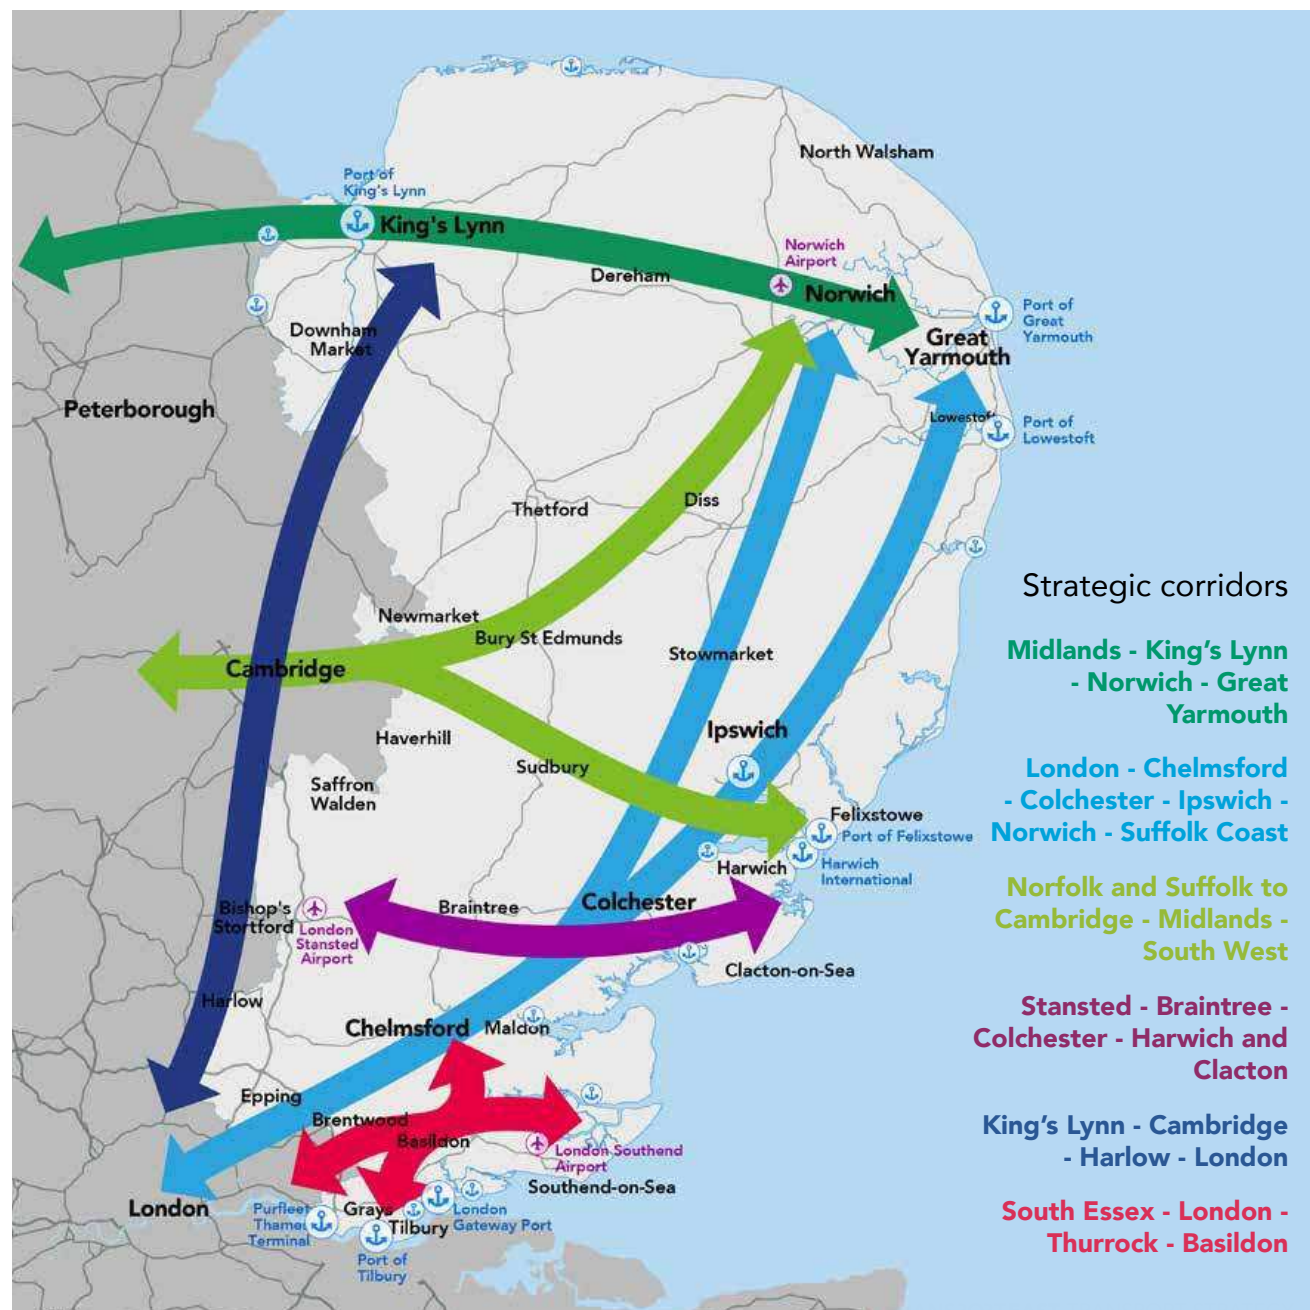 North Walsham
Port of
King's Lynn
King's Lynn
Norwich
Airport
Dereham
Norwich
Port of
Great
Yarmouth
Downham
Market
Great
Yarmouth
Peterborough
Lowestoft
Port of
Lowestoft
Diss
Thetford
Newmarket
Bury St Edmunds
Stowmarket
Cambridge
Ipswich
Haverhill
Sudbury
Saffron
Walden
Felixstowe
Port of Felixstowe
Harwich
Harwich
International
Bishop's
Stortford
London
Stansted
Airport
Braintree
Colchester
Clacton-on-Sea
Harlow
Chelmsford
Maldon
Epping
Brentwood
Basildon
London Southend
Airport
Southend-on-Sea
London
Purfleet
Thames
Terminal
Grays
Tilbury
London
Gateway Port
Port of
Tilbury
Strategic corridors
Midlands - King’s Lynn
- Norwich - Great
Yarmouth
London - Chelmsford
- Colchester - Ipswich -
Norwich - Suffolk Coast
Norfolk and Suffolk to
Cambridge - Midlands -
South West
Stansted - Braintree -
Colchester - Harwich and
Clacton
King’s Lynn - Cambridge
- Harlow - London
South Essex - London -
Thurrock - Basildon